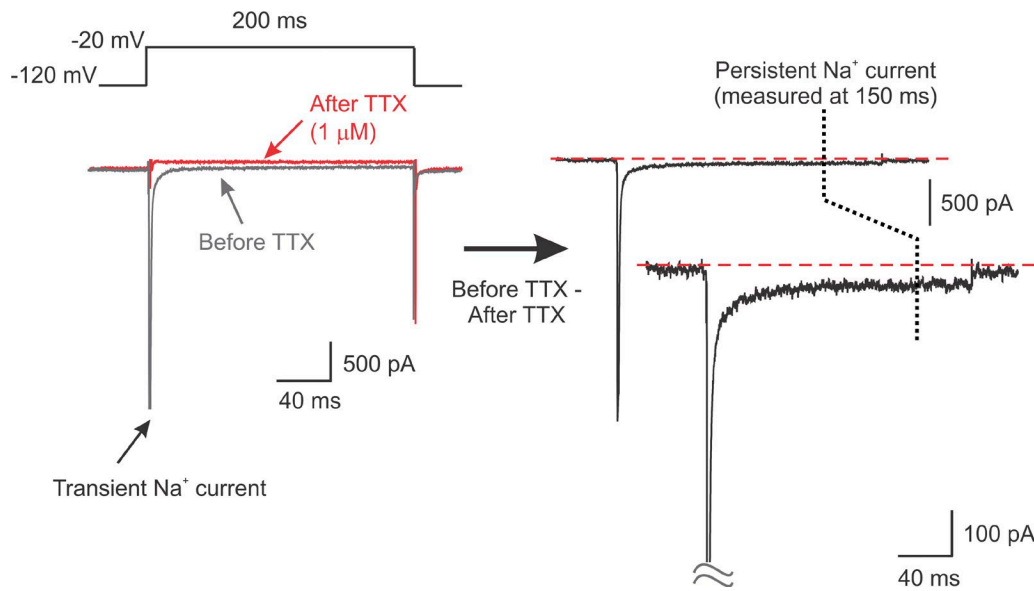 200 ms
-20 mV
-120 mV
After TTX
(1 μM)
Before TTX
500 pA
40 ms
Transient Na⁺ current
Before TTX -
After TTX
Persistent Na⁺ current
(measured at 150 ms)
500 pA
100 pA
40 ms